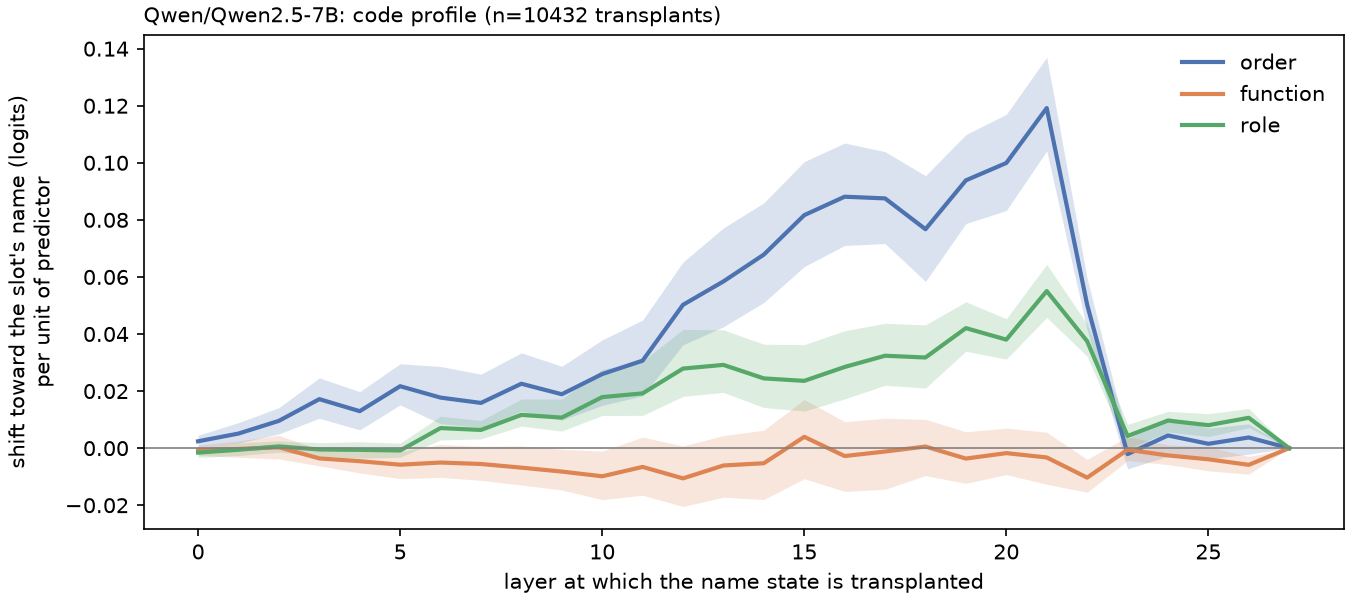 Qwen/Qwen2.5-7B: code profile (n=10432 transplants)
shift toward the slot's name (logits)
per unit of predictor
0.14
0.12
0.10
0.08
0.06
0.04
0.02
0.00
−0.02
order
function
role
0 5 10 15 20 25
layer at which the name state is transplanted